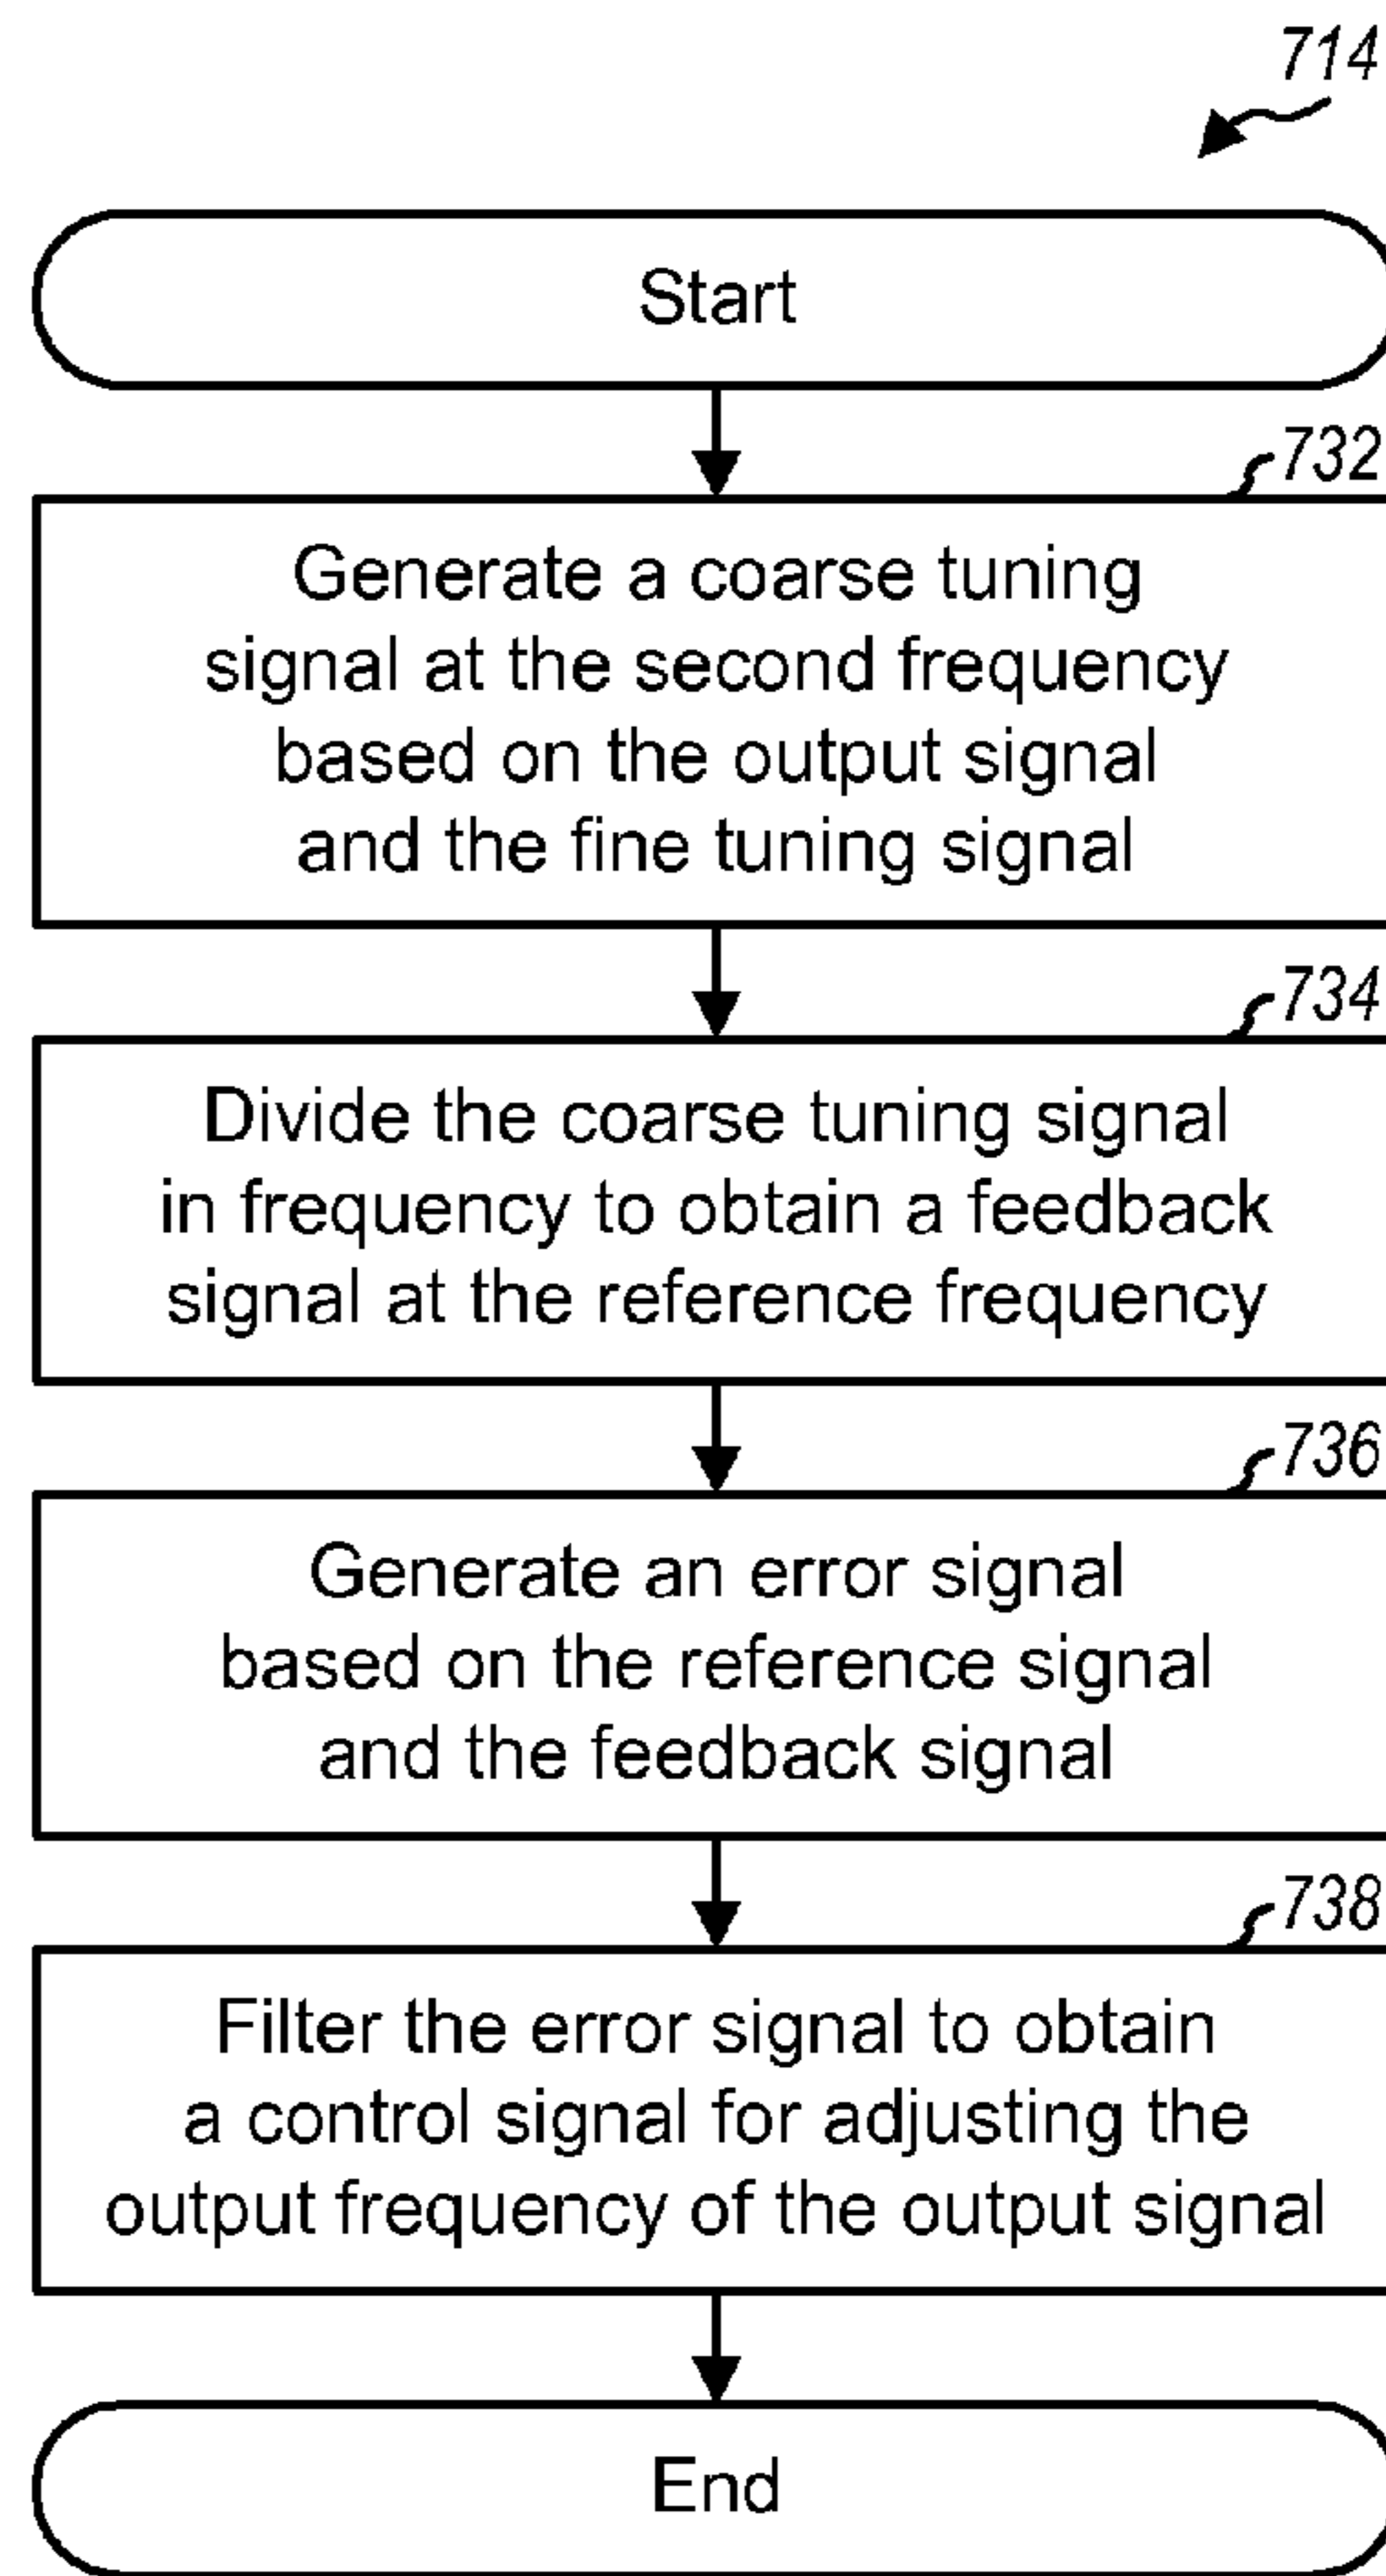 714
Start
732
Generate a coarse tuning
signal at the second frequency
based on the output signal
and the fine tuning signal
734
Divide the coarse tuning signal
in frequency to obtain a feedback
signal at the reference frequency
736
Generate an error signal
based on the reference signal
and the feedback signal
738
Filter the error signal to obtain
a control signal for adjusting the
output frequency of the output signal
End